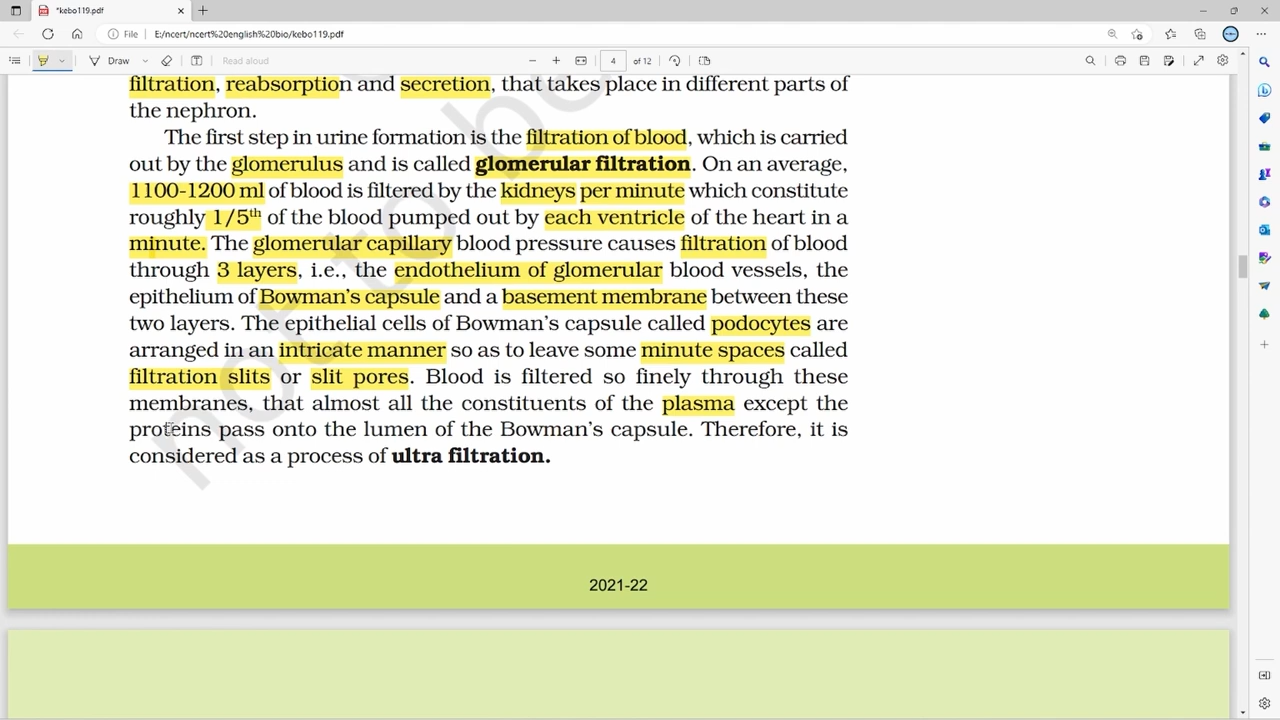 *kebo119.pdf
File
E:/ncert/ncert%20english%20bio/kebo119.pdf
Draw
Read aloud
4 of 12
filtration, reabsorption and secretion, that takes place in different parts of
the nephron.
The first step in urine formation is the filtration of blood, which is carried
out by the glomerulus and is called glomerular filtration. On an average,
1100-1200 ml of blood is filtered by the kidneys per minute which constitute
roughly 1/5th of the blood pumped out by each ventricle of the heart in a
minute. The glomerular capillary blood pressure causes filtration of blood
through 3 layers, i.e., the endothelium of glomerular blood vessels, the
epithelium of Bowman's capsule and a basement membrane between these
two layers. The epithelial cells of Bowman's capsule called podocytes are
arranged in an intricate manner so as to leave some minute spaces called
filtration slits or slit pores. Blood is filtered so finely through these
membranes, that almost all the constituents of the plasma except the
proteins pass onto the lumen of the Bowman's capsule. Therefore, it is
considered as a process of ultra filtration.
not to be
2021-22